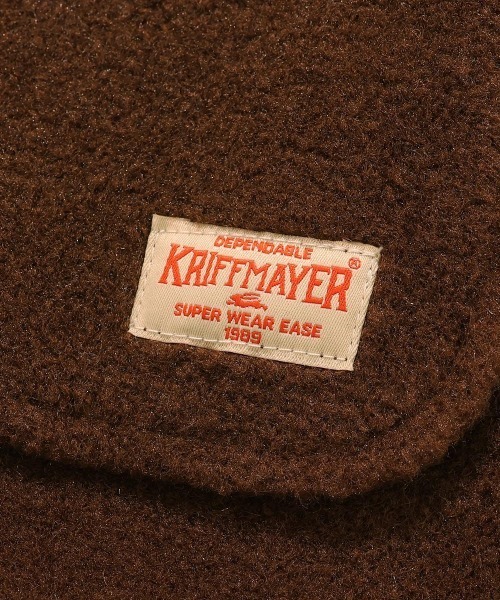 DEPENDABLE
KRIFFMAYER®
SUPER WEAR EASE
1989